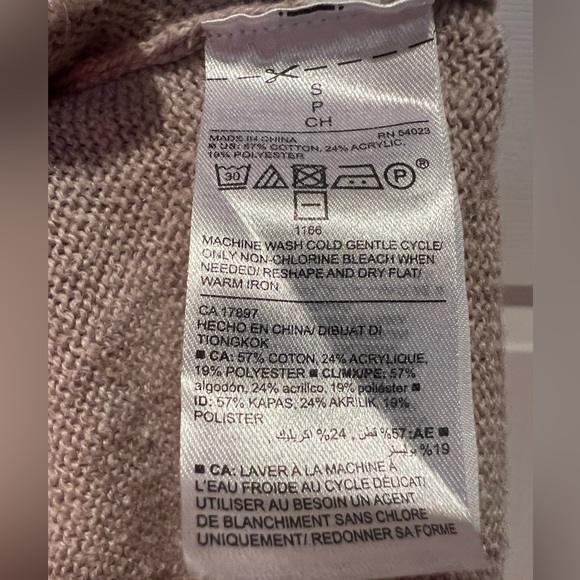 S
P
CH
MADE IN CHINA RN 54023
■ US: 57% COTTON, 24% ACRYLIC,
19% POLYESTER
30 P ®
1166
MACHINE WASH COLD GENTLE CYCLE/
ONLY NON-CHLORINE BLEACH WHEN
NEEDED/ RESHAPE AND DRY FLAT/
WARM IRON
CA 17897
HECHO EN CHINA/ DIBUAT DI
TIONGKOK
■ CA: 57% COTON, 24% ACRYLIQUE,
19% POLYESTER ■ CL/MX/PE: 57%
algodón, 24% acrílico, 19% poliéster ■
ID: 57% KAPAS, 24% AKRILIK, 19%
POLISTER
■ AE: 57% قطن, 24% اكريليك,
19% بوليستر
■ CA: LAVER À LA MACHINE À
L'EAU FROIDE AU CYCLE DÉLICAT/
UTILISER AU BESOIN UN AGENT
DE BLANCHIMENT SANS CHLORE
UNIQUEMENT/ REDONNER SA FORME